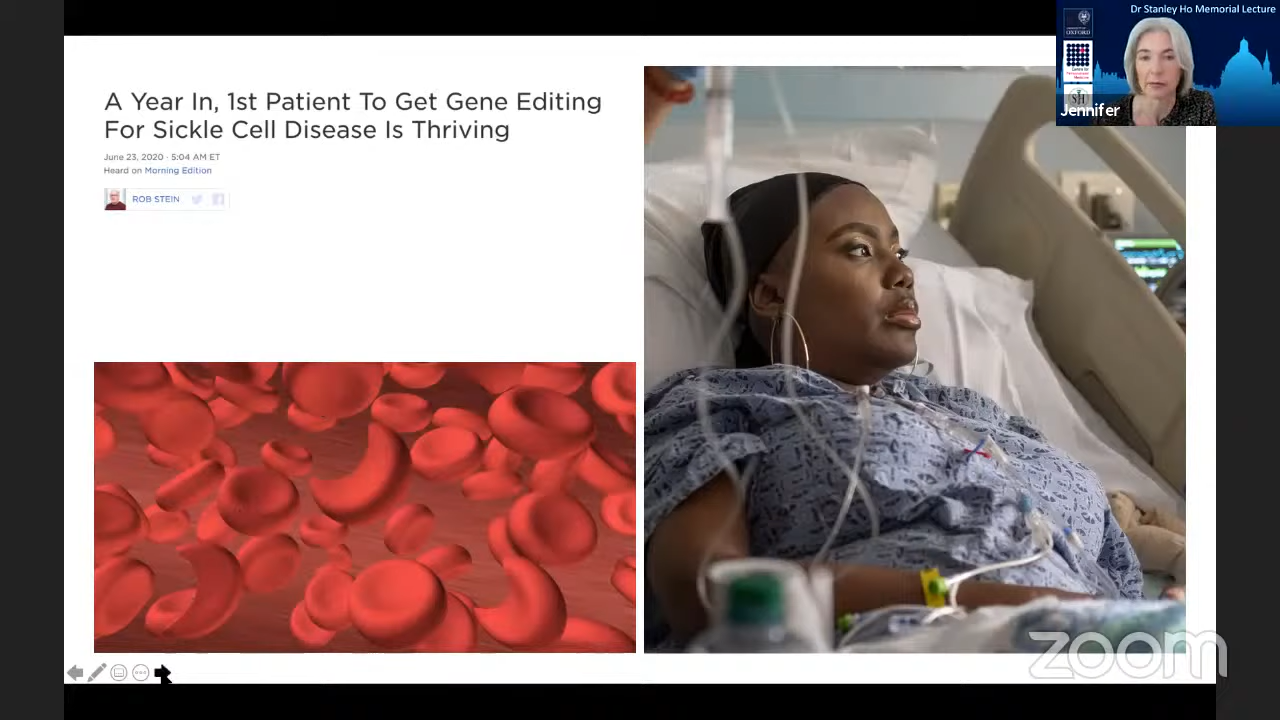 Dr Stanley Ho Memorial Lecture
OXFORD
Jennifer
A Year In, 1st Patient To Get Gene Editing
For Sickle Cell Disease Is Thriving
June 23, 2020 · 5:04 AM ET
Heard on Morning Edition
ROB STEIN
zoom